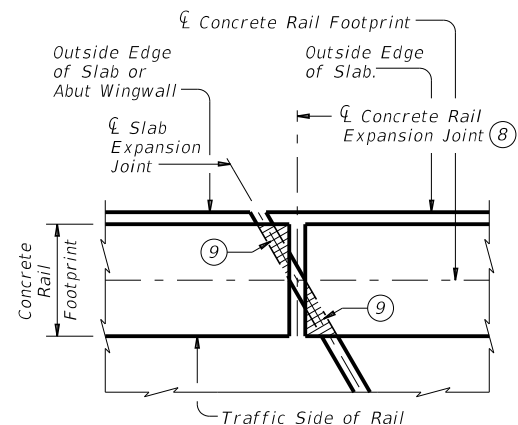 ℄ Concrete Rail Footprint
Outside Edge
of Slab or
Abut Wingwall
Outside Edge
of Slab.
℄ Slab
Expansion
Joint
℄ Concrete Rail
Expansion Joint 8
9
Concrete
Rail
Footprint
9
Traffic Side of Rail